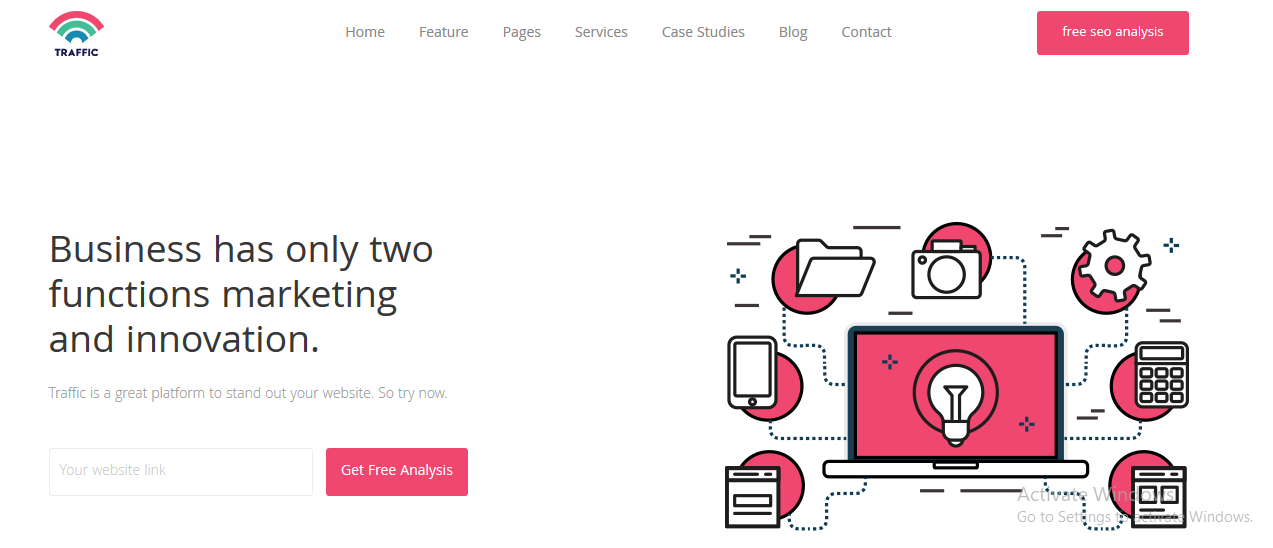 TRAFFIC
Home Feature Pages Services Case Studies Blog Contact
free seo analysis
Business has only two
functions marketing
and innovation.
Traffic is a great platform to stand out your website. So try now.
Your website link
Get Free Analysis
Activate Windows
Go to Settings to activate Windows.